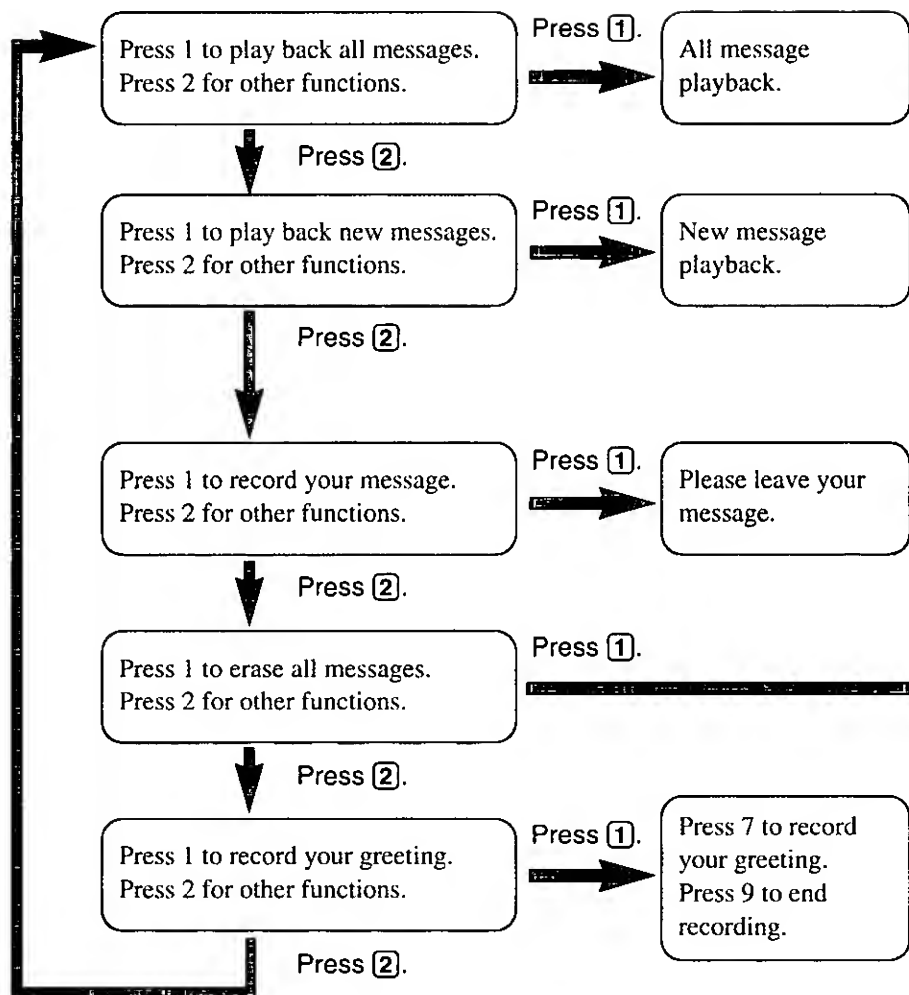 Press 1 to play back all messages.
Press 2 for other functions.
Press 1.
All message
playback.
Press 2.
Press 1 to play back new messages.
Press 2 for other functions.
Press 1.
New message
playback.
Press 2.
Press 1 to record your message.
Press 2 for other functions.
Press 1.
Please leave your
message.
Press 2.
Press 1 to erase all messages.
Press 2 for other functions.
Press 1.
Press 2.
Press 1 to record your greeting.
Press 2 for other functions.
Press 1.
Press 7 to record
your greeting.
Press 9 to end
recording.
Press 2.